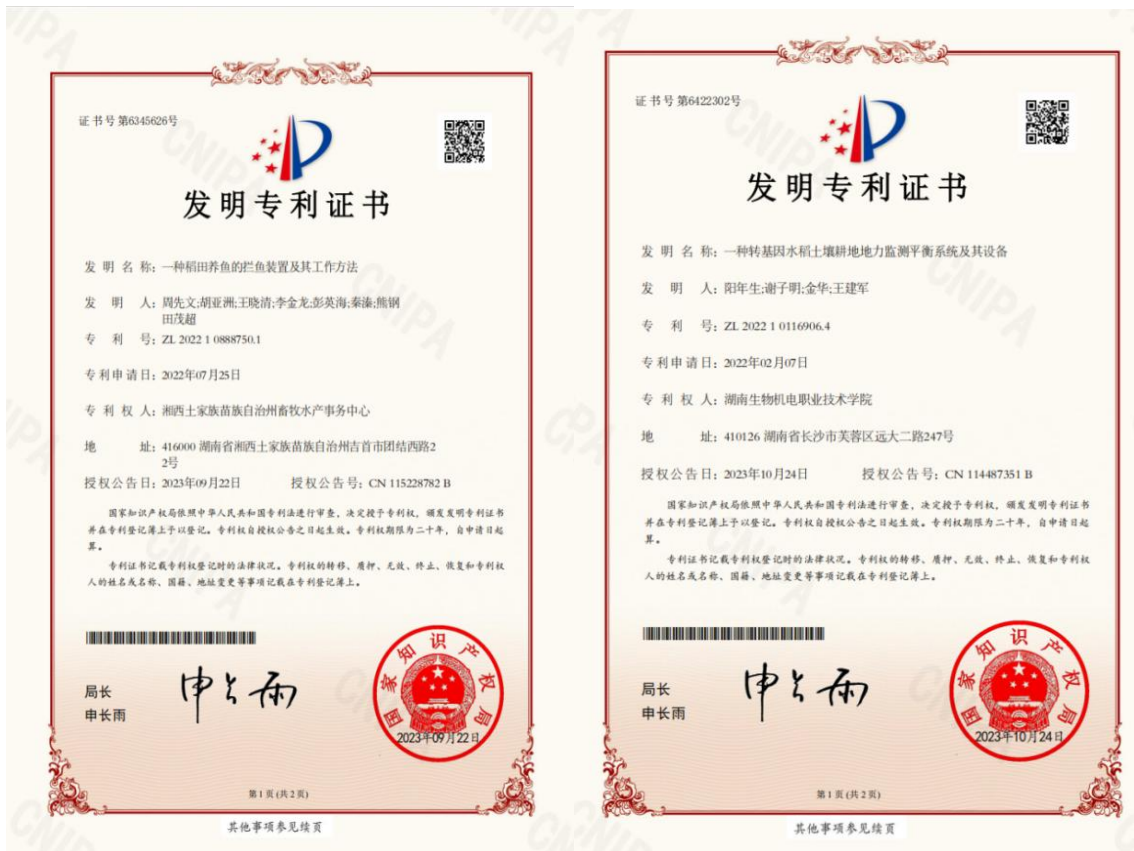 证书号第6345626号
发明专利证书
发明名称：一种稻田养鱼的拦鱼装置及其工作方法
发明人：周先文;胡亚洲;王晓清;李金龙;彭英海;秦溱;熊钢
田茂超
专利号：ZL 2022 1 0888750.1
专利申请日：2022年07月25日
专利权人：湘西土家族苗族自治州畜牧水产事务中心
地址：416000 湖南省湘西土家族苗族自治州吉首市团结西路2
2号
授权公告日：2023年09月22日 授权公告号：CN 115228782 B
国家知识产权局依照中华人民共和国专利法进行审查，决定授予专利权，颁发发明专利证书
并在专利登记簿上予以登记。专利权自授权公告之日起生效。专利权期限为二十年，自申请日起
算。
专利证书记载专利权登记时的法律状况。专利权的转移、质押、无效、终止、恢复和专利权
人的姓名或名称、国籍、地址变更等事项记载在专利登记簿上。
局长
申长雨
申长雨
国家知识产权局
2023年09月22日
第1页(共2页)
其他事项参见续页
证书号第6422302号
发明专利证书
发明名称：一种转基因水稻土壤耕地地力监测平衡系统及其设备
发明人：阳年生;谢子明;金华;王建军
专利号：ZL 2022 1 0116906.4
专利申请日：2022年02月07日
专利权人：湖南生物机电职业技术学院
地址：410126 湖南省长沙市芙蓉区远大二路247号
授权公告日：2023年10月24日 授权公告号：CN 114487351 B
国家知识产权局依照中华人民共和国专利法进行审查，决定授予专利权，颁发发明专利证书
并在专利登记簿上予以登记。专利权自授权公告之日起生效。专利权期限为二十年，自申请日起
算。
专利证书记载专利权登记时的法律状况。专利权的转移、质押、无效、终止、恢复和专利权
人的姓名或名称、国籍、地址变更等事项记载在专利登记簿上。
局长
申长雨
申长雨
国家知识产权局
2023年10月24日
第1页(共2页)
其他事项参见续页
CNIPA